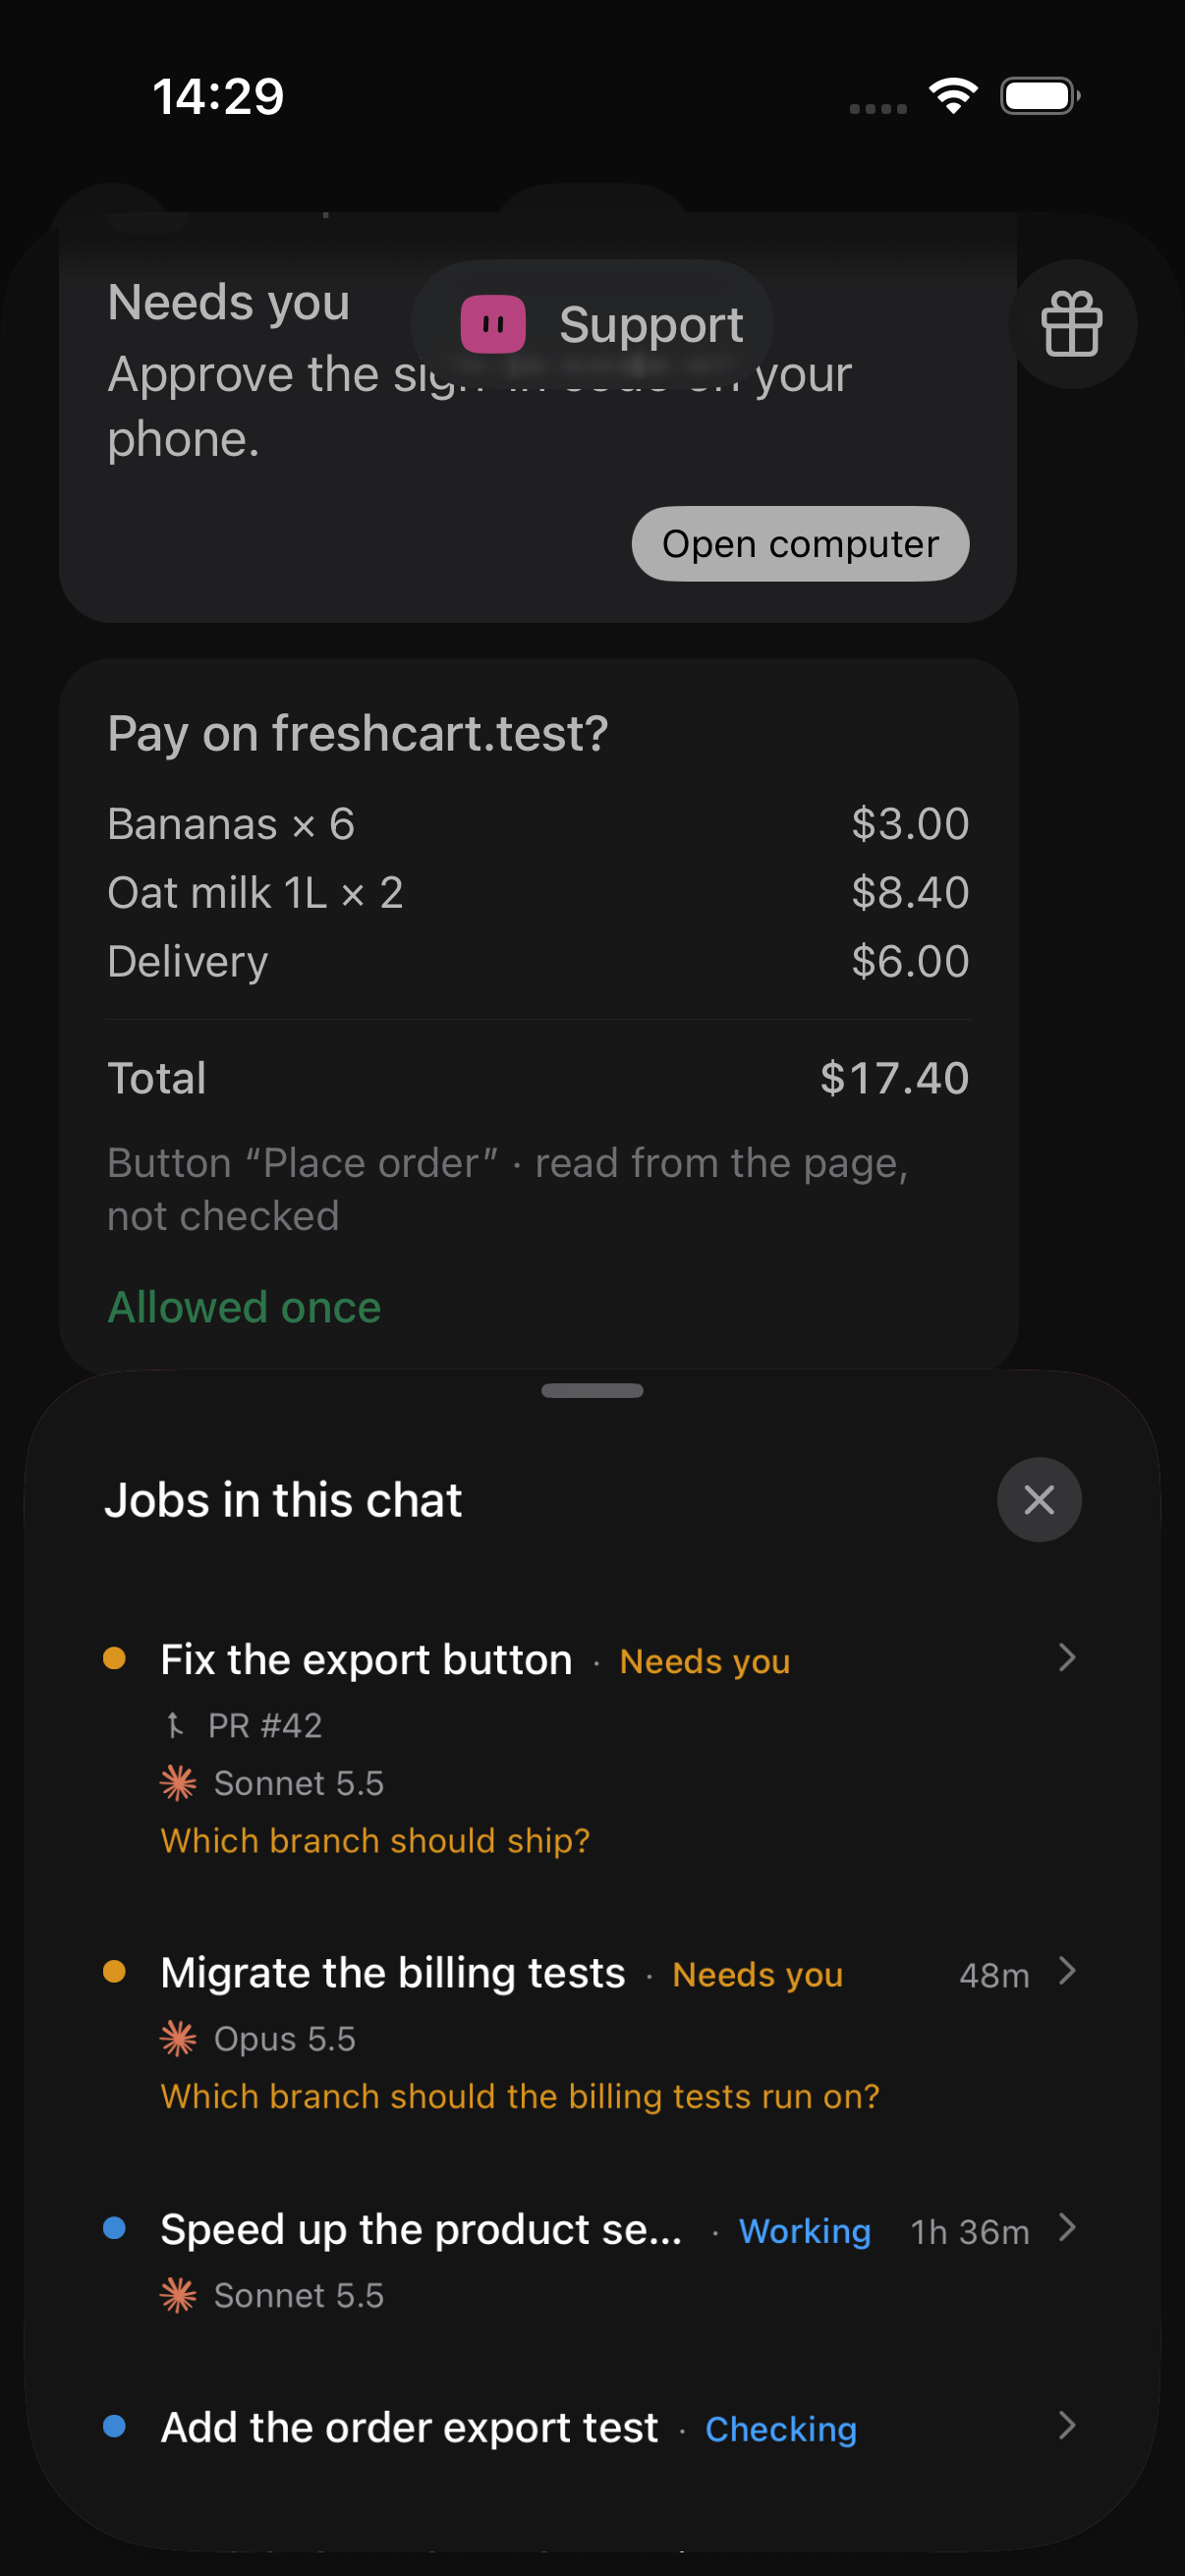 14:29
Needs you
Support
Approve the sign-in code on your
phone.
Open computer
Pay on freshcart.test?
Bananas × 6 $3.00
Oat milk 1L × 2 $8.40
Delivery $6.00
Total $17.40
Button “Place order” · read from the page,
not checked
Allowed once
Jobs in this chat
Fix the export button · Needs you
PR #42
Sonnet 5.5
Which branch should ship?
Migrate the billing tests · Needs you 48m
Opus 5.5
Which branch should the billing tests run on?
Speed up the product se... · Working 1h 36m
Sonnet 5.5
Add the order export test · Checking